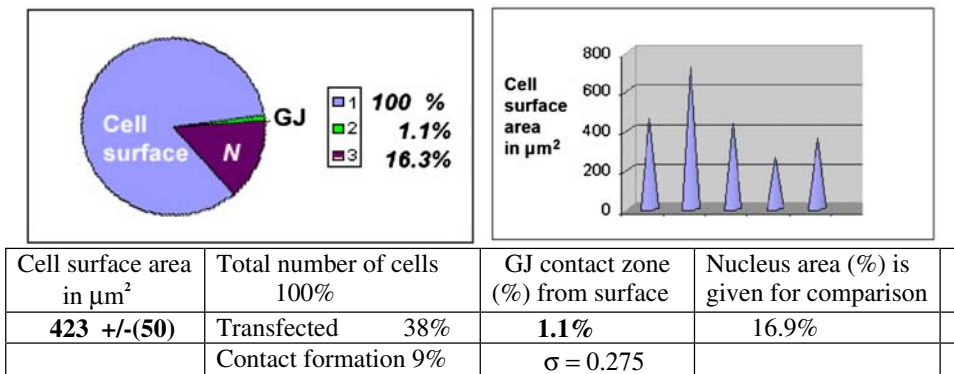 Cell
surface
N
GJ
1 100 %
2 1.1%
3 16.3%
Cell
surface
area
in µm²
800
600
400
200
0
Cell surface area
in µm²
Total number of cells
100%
GJ contact zone
(%) from surface
Nucleus area (%) is
given for comparison
423 +/-(50)
Transfected 38%
1.1%
16.9%
Contact formation 9%
σ = 0.275